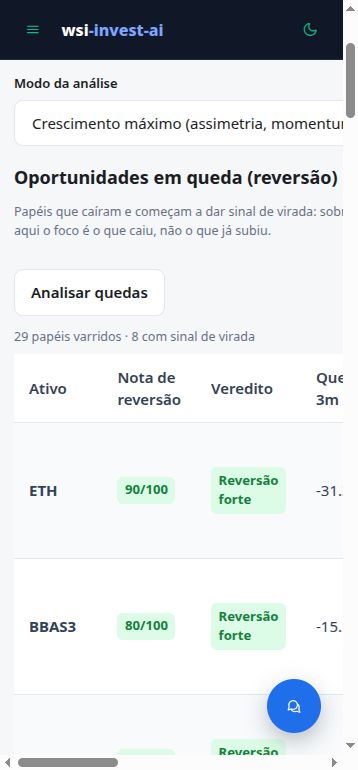 wsi-invest-ai
Modo da análise
Crescimento máximo (assimetria,
Oportunidades em queda (reversão)
Papéis que caíram e começam a dar sinal de virada:
aqui o foco é o que caiu, não o que já subiu.
Analisar quedas
29 papéis varridos · 8 com sinal de virada
Ativo
Nota de
reversão
Veredito
3m
ETH
90/100
Reversão
forte
-31.
BBAS3
80/100
Reversão
forte
-15.
Reversão